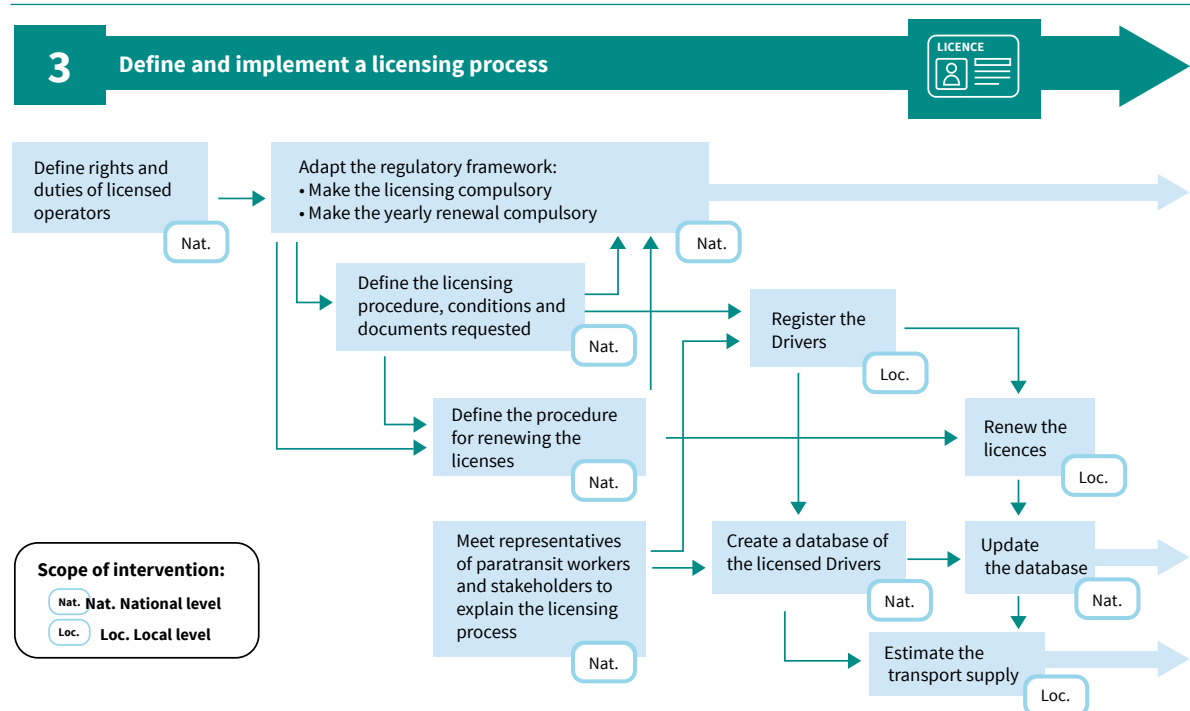 3
Define and implement a licensing process
LICENCE
Define rights and
duties of licensed
operators
Nat.
Adapt the regulatory framework:
• Make the licensing compulsory
• Make the yearly renewal compulsory
Nat.
Define the licensing
procedure, conditions and
documents requested
Nat.
Register the
Drivers
Loc.
Define the procedure
for renewing the
licenses
Nat.
Renew the
licences
Loc.
Meet representatives
of paratransit workers
and stakeholders to
explain the licensing
process
Nat.
Create a database of
the licensed Drivers
Nat.
Update
the database
Nat.
Estimate the
transport supply
Loc.
Scope of intervention:
Nat. Nat. National level
Loc. Loc. Local level